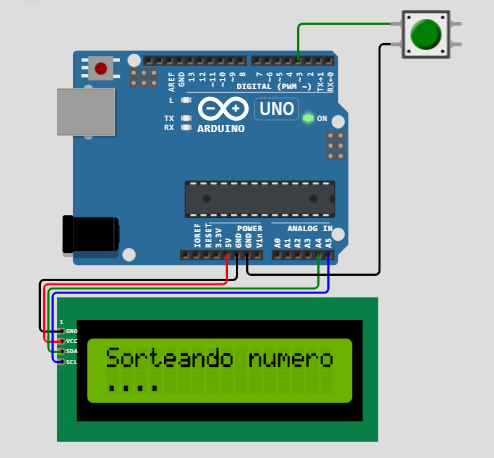 AREF
GND
13
12
~11
~10
~9
8
7
~6
~5
4
~3
2
TX→1
RX←0
DIGITAL (PWM ~)
L
UNO
TX
RX
ON
ARDUINO
IOREF
RESET
3.3V
5V
GND
GND
Vin
POWER
ANALOG IN
A0
A1
A2
A3
A4
A5
1
GND
VCC
SDA
SCL
Sorteando numero
....